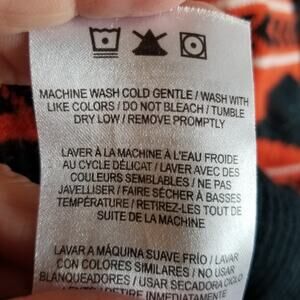 MACHINE WASH COLD GENTLE / WASH WITH
LIKE COLORS / DO NOT BLEACH / TUMBLE
DRY LOW / REMOVE PROMPTLY
LAVER À LA MACHINE À L'EAU FROIDE
AU CYCLE DÉLICAT / LAVER AVEC DES
COULEURS SEMBLABLES / NE PAS
JAVELLISER / FAIRE SÉCHER À BASSES
TEMPÉRATURE / RETIREZ-LES TOUT DE
SUITE DE LA MACHINE
LAVAR A MÁQUINA SUAVE FRÍO / LAVAR
CON COLORES SIMILARES / NO USAR
BLANQUEADORES / USAR SECADORA CICLO
LENTO / RETIRE INMEDIATAMENTE